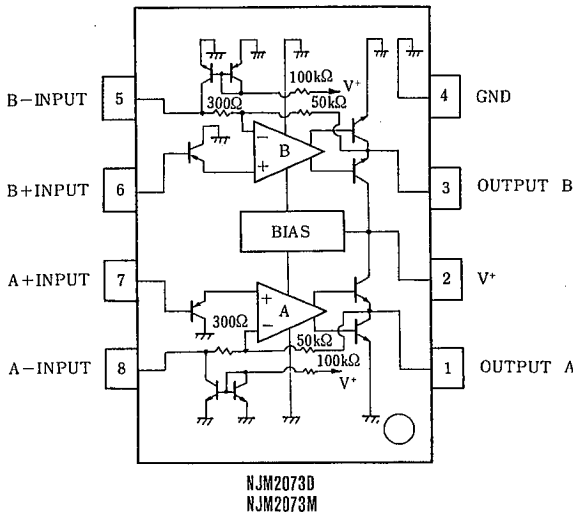 100kΩ V⁺
B−INPUT 5 300Ω 50kΩ 4 GND
− B +
B+INPUT 6 3 OUTPUT B
BIAS
A+INPUT 7 2 V⁺
+ A −
300Ω
50kΩ
A−INPUT 8 100kΩ 1 OUTPUT A
V⁺
NJM2073D
NJM2073M